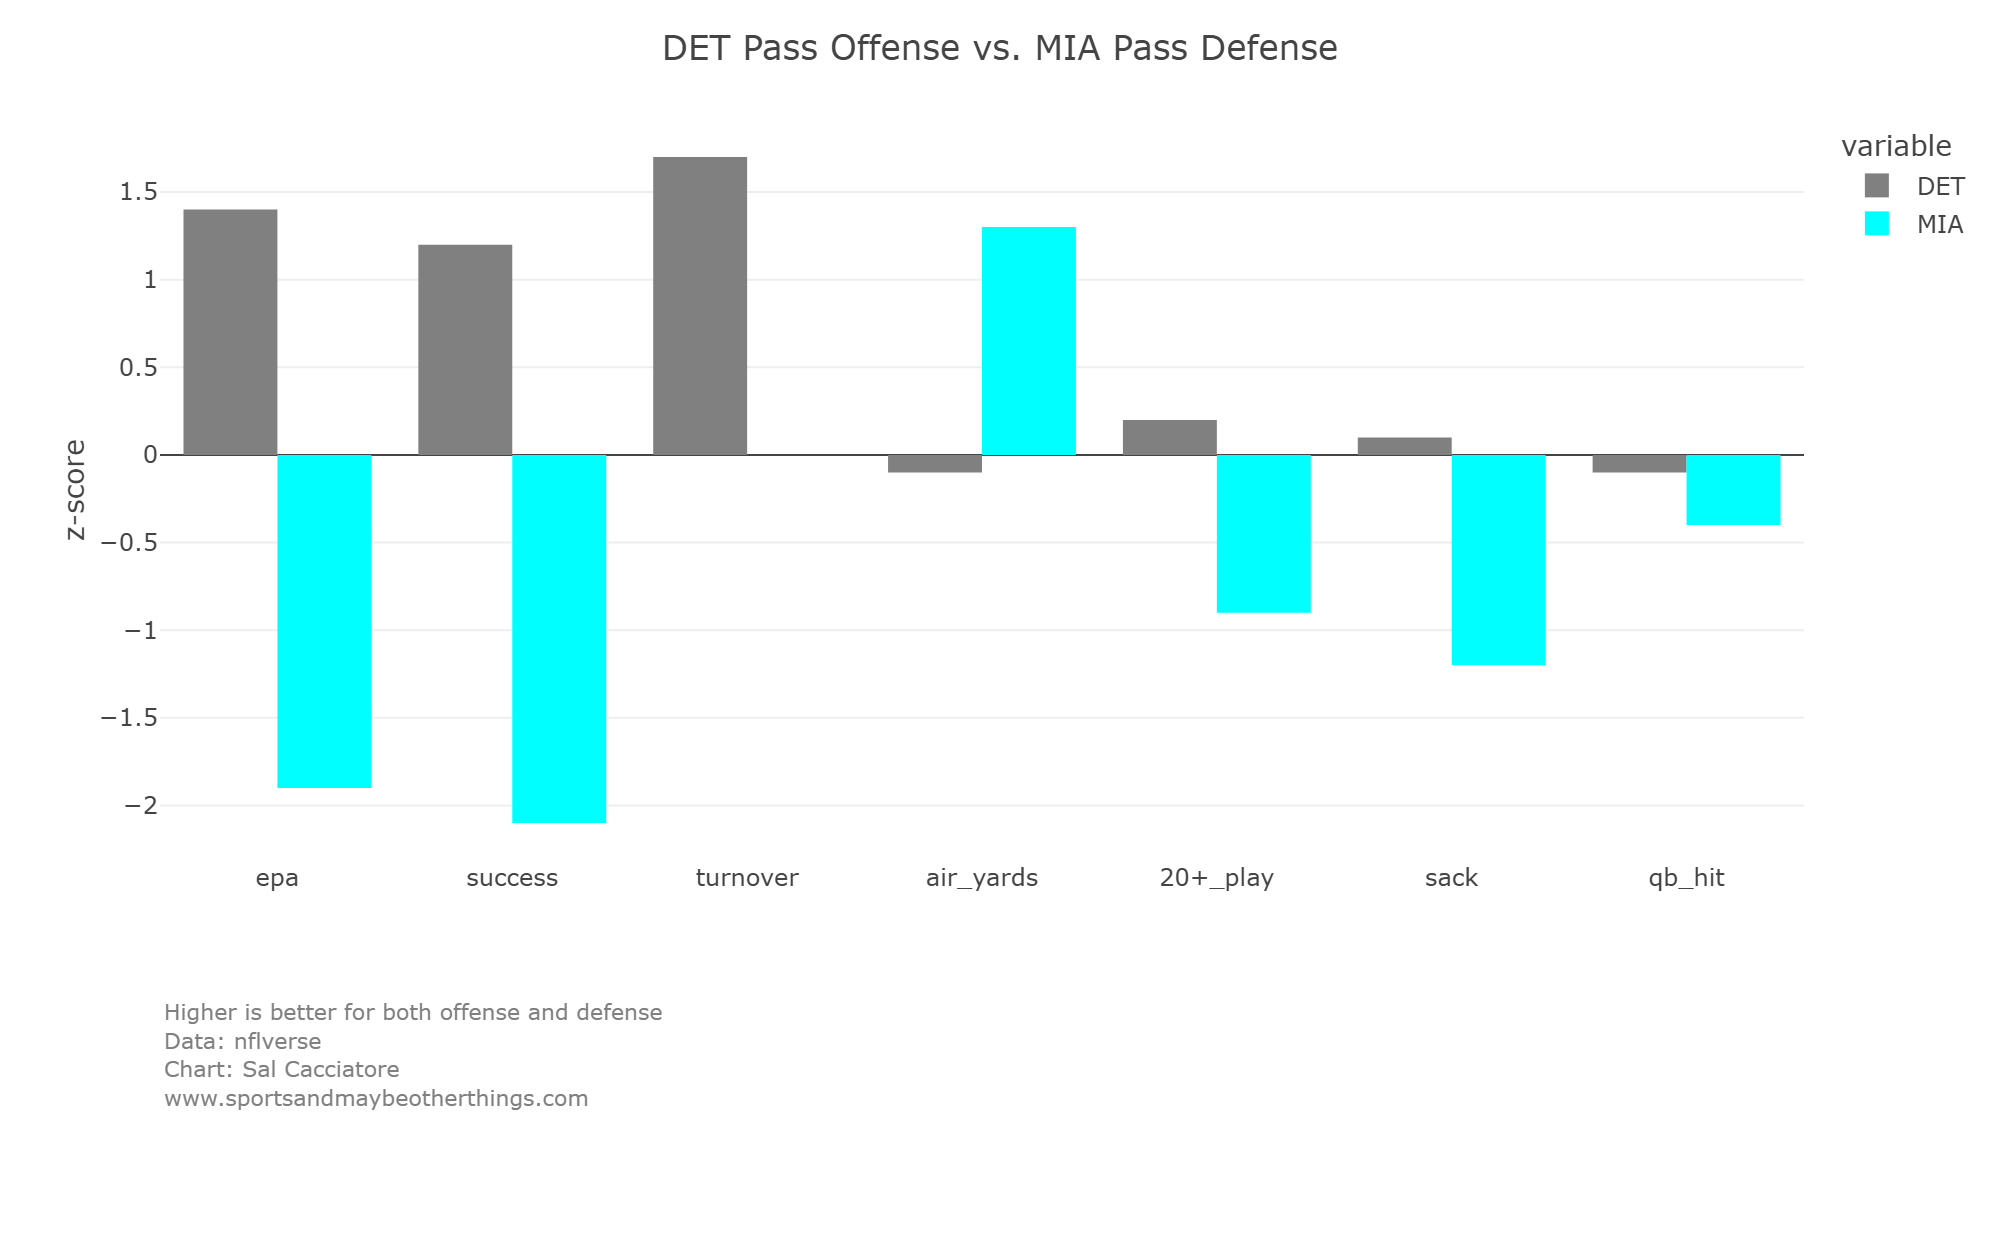 DET Pass Offense vs. MIA Pass Defense
variable
DET
MIA
1.5
1
0.5
0
−0.5
−1
−1.5
−2
z-score
epa
success
turnover
air_yards
20+_play
sack
qb_hit
Higher is better for both offense and defense
Data: nflverse
Chart: Sal Cacciatore
www.sportsandmaybeotherthings.com